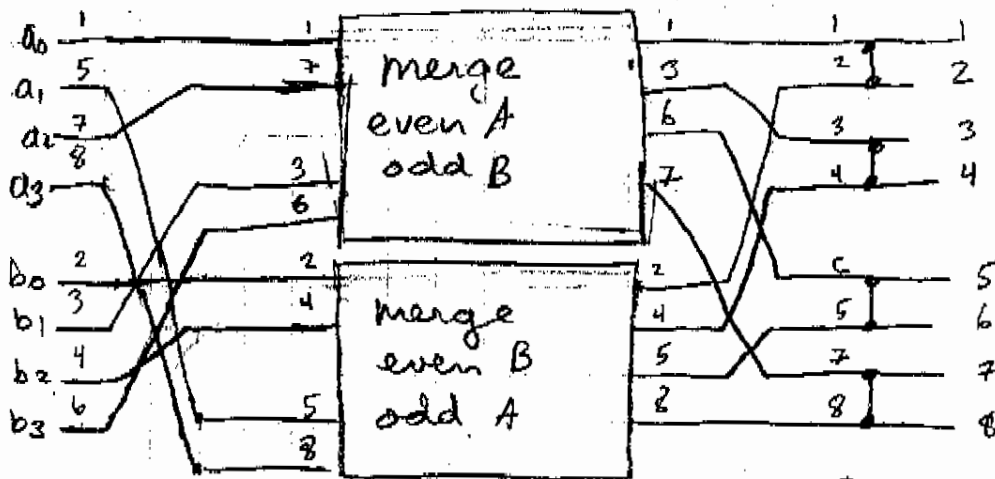 a0 1 1 1 1 1
a1 5 7 3 2 2
a2 7 6 3 3
a3 8 3 7 4 4
6
merge
even A
odd B
b0 2 2 2 6 5
b1 3 4 4 5 6
b2 4 5 7 7
b3 6 5 8 8 8
8
merge
even B
odd A